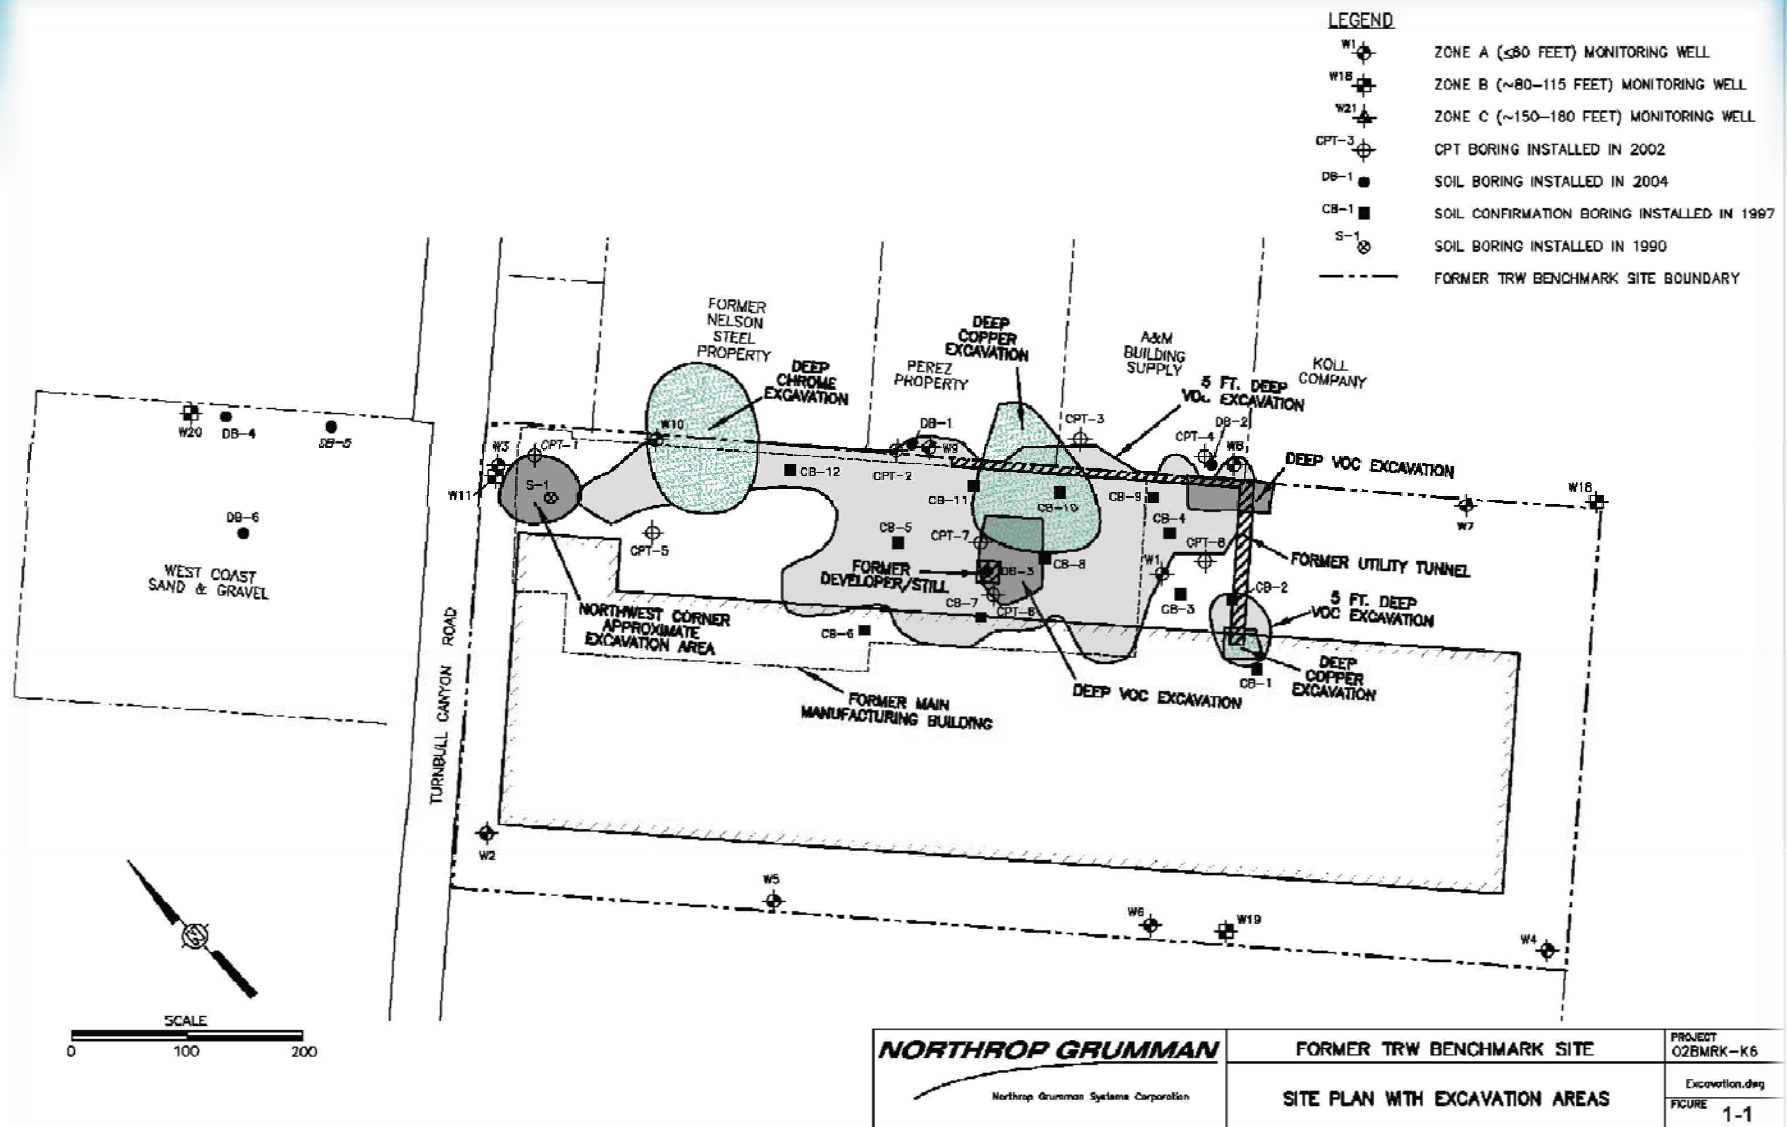 LEGEND
W1
ZONE A (≤80 FEET) MONITORING WELL
W18
ZONE B (~80-115 FEET) MONITORING WELL
W21
ZONE C (~150-180 FEET) MONITORING WELL
CPT-3
CPT BORING INSTALLED IN 2002
DB-1
SOIL BORING INSTALLED IN 2004
CB-1
SOIL CONFIRMATION BORING INSTALLED IN 1997
S-1
SOIL BORING INSTALLED IN 1990
FORMER TRW BENCHMARK SITE BOUNDARY
FORMER
NELSON
STEEL
PROPERTY
DEEP
CHROME
EXCAVATION
PEREZ
PROPERTY
DEEP
COPPER
EXCAVATION
A&M
BUILDING
SUPPLY
5 FT. DEEP
VOC EXCAVATION
KOLL
COMPANY
W20
DB-4
DB-5
DB-6
WEST COAST
SAND & GRAVEL
TURNBULL CANYON ROAD
W3
CPT-1
W11
S-1
W10
CB-12
CPT-5
CPT-2
DB-1
W9
CPT-3
CPT-4
DB-2
W8
DEEP VOC EXCAVATION
CB-11
CB-10
CB-9
CB-5
CPT-7
CB-4
CPT-6
W7
W18
FORMER
DEVELOPER/STILL
DB-3
CB-8
W1
FORMER UTILITY TUNNEL
CB-7
CPT-8
CB-3
CB-2
5 FT. DEEP
VOC EXCAVATION
NORTHWEST CORNER
APPROXIMATE
EXCAVATION AREA
CB-6
CB-1
DEEP
COPPER
EXCAVATION
DEEP VOC EXCAVATION
FORMER MAIN
MANUFACTURING BUILDING
W2
W5
W6
W19
W4
SCALE
0 100 200
NORTHROP GRUMMAN
Northrop Grumman Systems Corporation
FORMER TRW BENCHMARK SITE
SITE PLAN WITH EXCAVATION AREAS
PROJECT
02BMRK-K6
Excavation.dwg
FIGURE
1-1